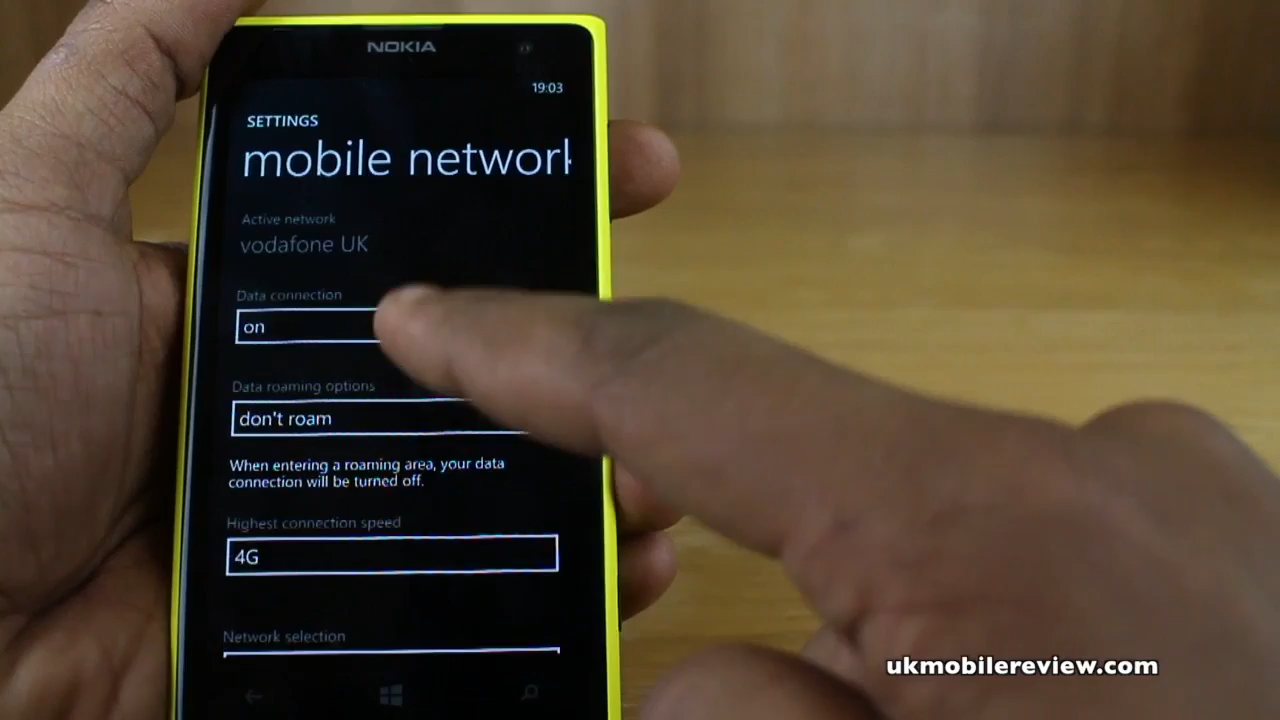 NOKIA
19:03
SETTINGS
mobile network
Active network
vodafone UK
Data connection
on
Data roaming options
don't roam
When entering a roaming area, your data
connection will be turned off.
Highest connection speed
4G
Network selection
ukmobilereview.com